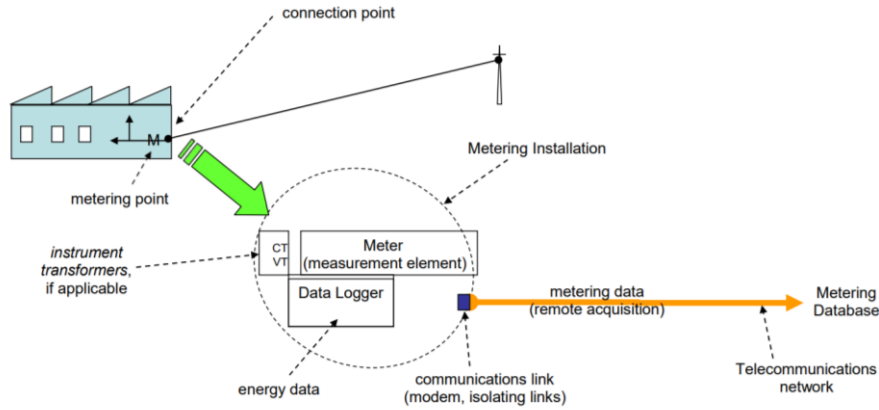 connection point
M
Metering Installation
metering point
instrument
transformers,
if applicable
CT
VT
Meter
(measurement element)
Data Logger
metering data
(remote acquisition)
Metering
Database
energy data
communications link
(modem, isolating links)
Telecommunications
network